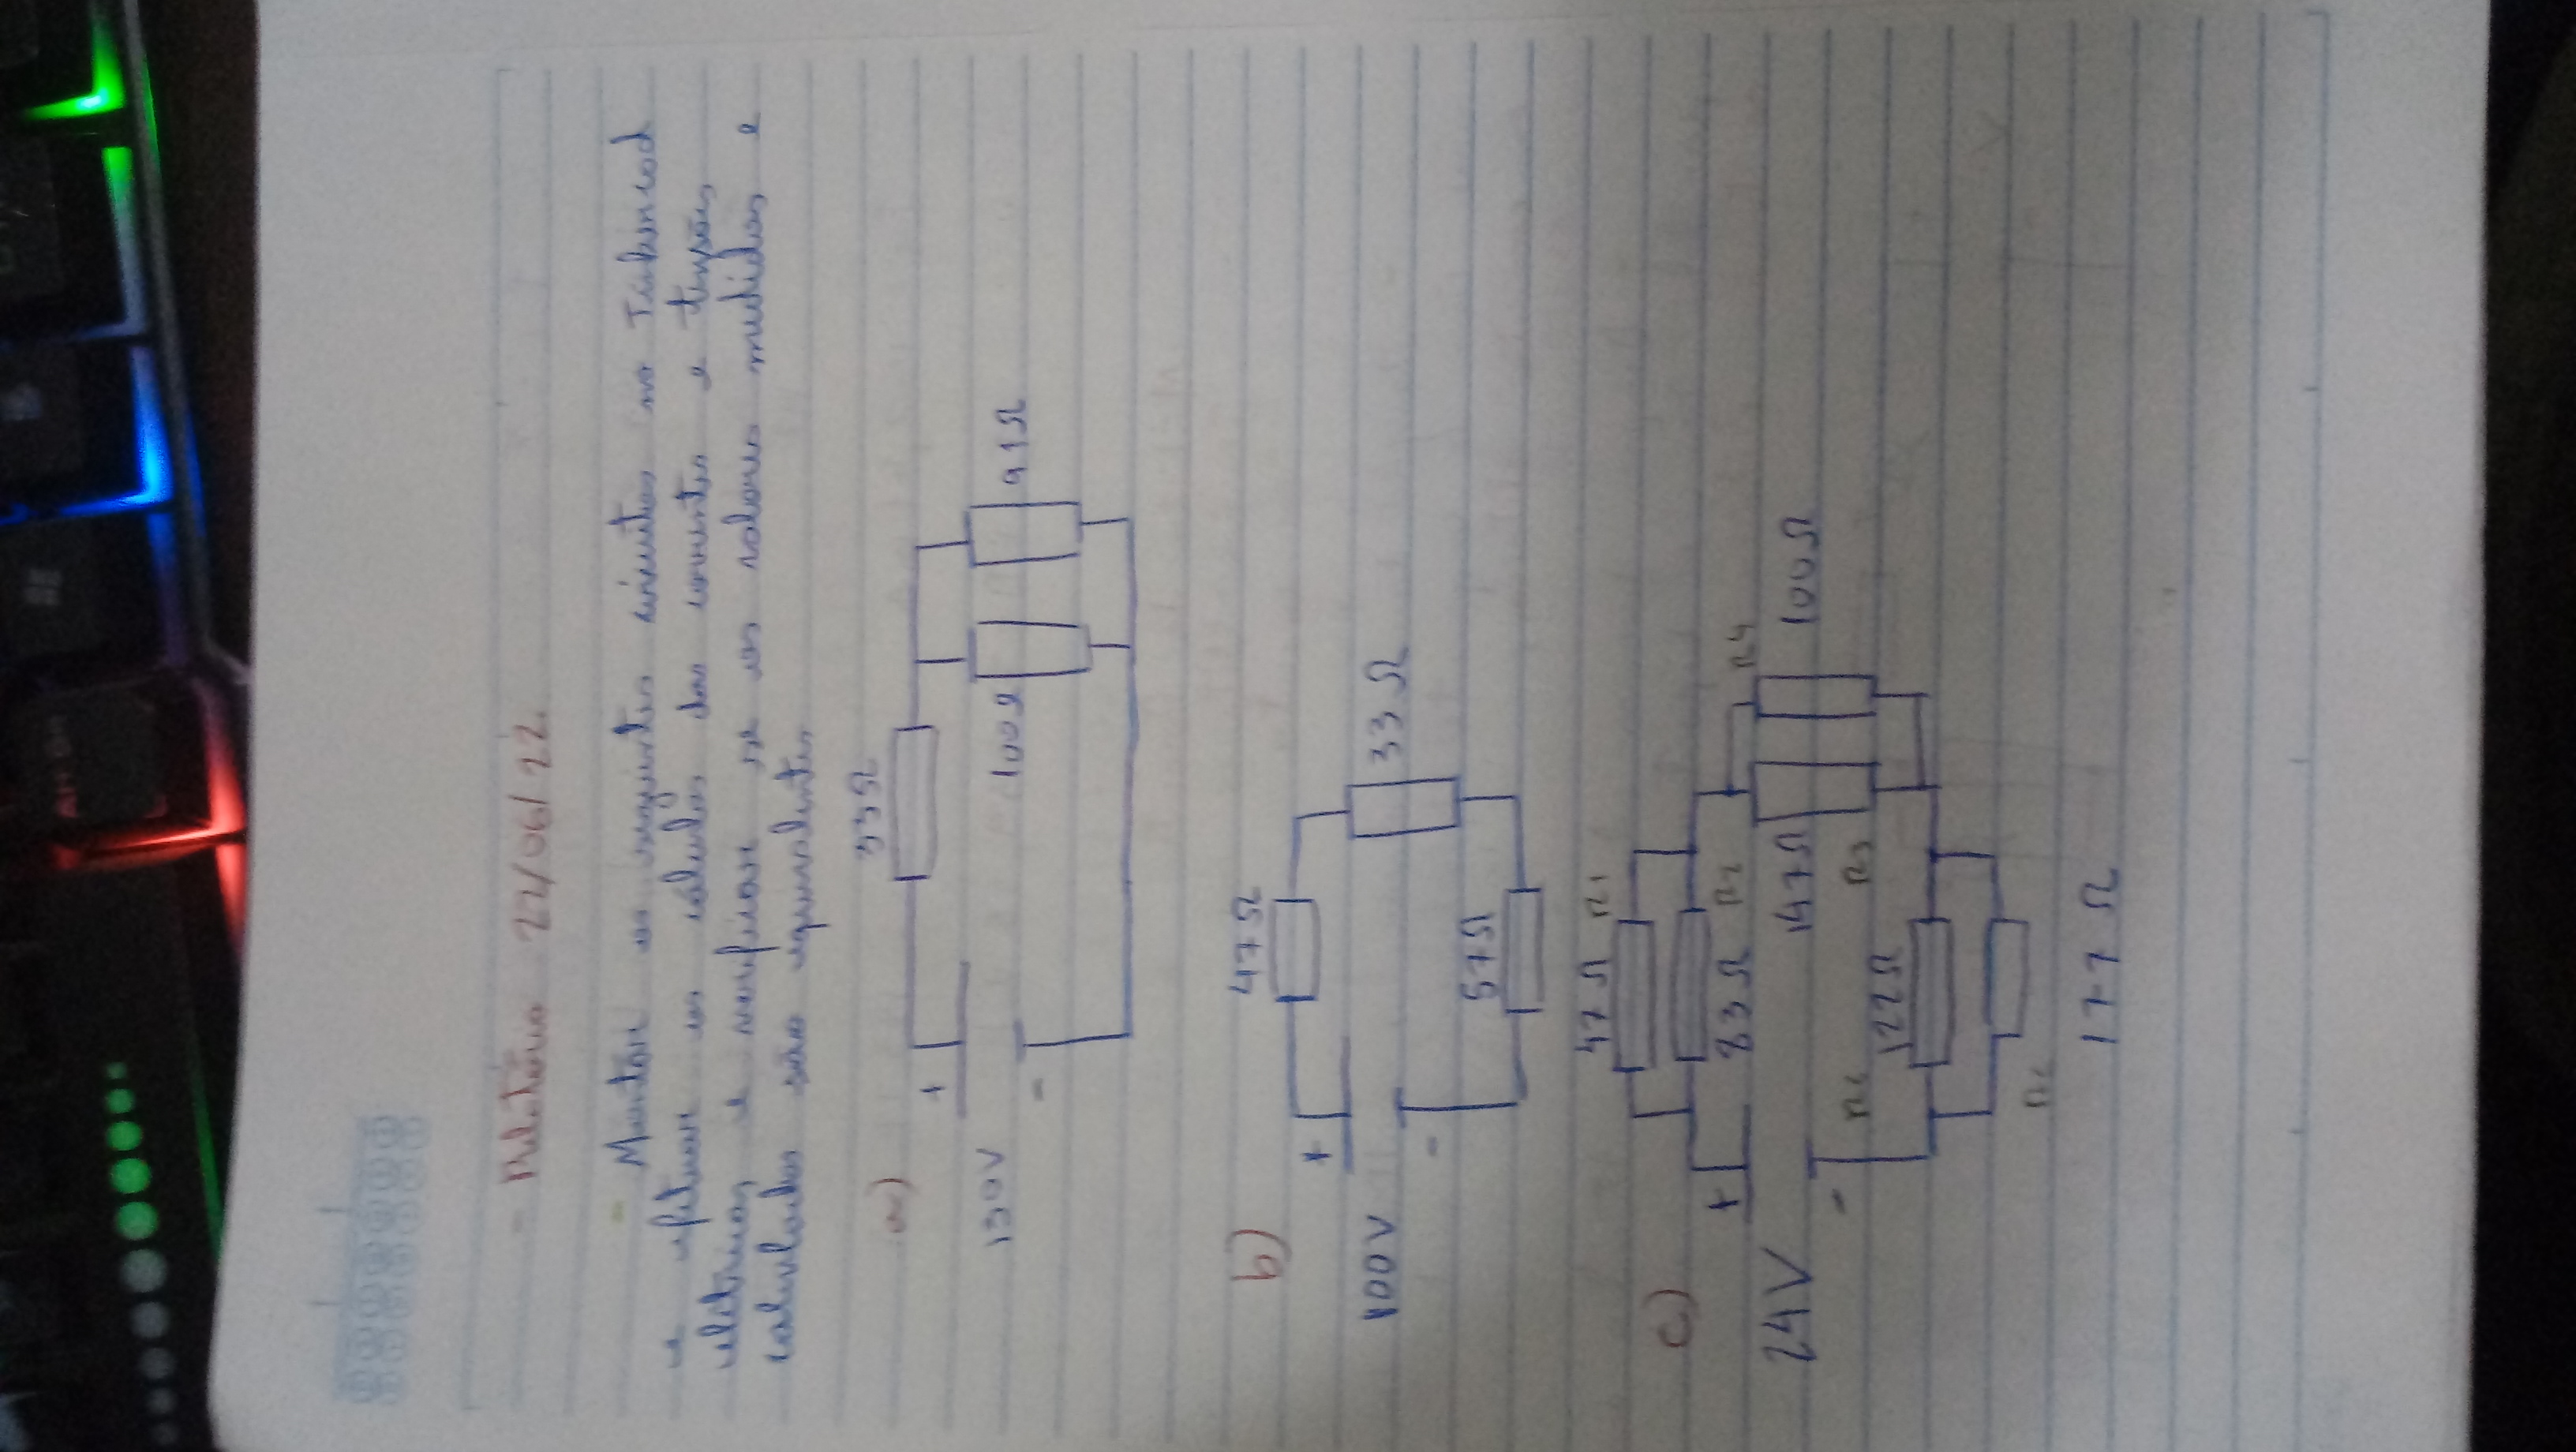 Alt Gr
- Relatório 22/06/22.
- Montar os seguintes circuitos no Tinkercad
e efetuar os cálculos das correntes e tensões
elétricas e verificar se os valores medidos e
calculados são equivalentes
a)
33Ω
+
130V
100Ω
91Ω
-
b)
47Ω
+
100V
33Ω
-
57Ω
c)
47Ω R1
+
83Ω R2
R4
24V
147Ω
100Ω
-
R3
122Ω
177Ω